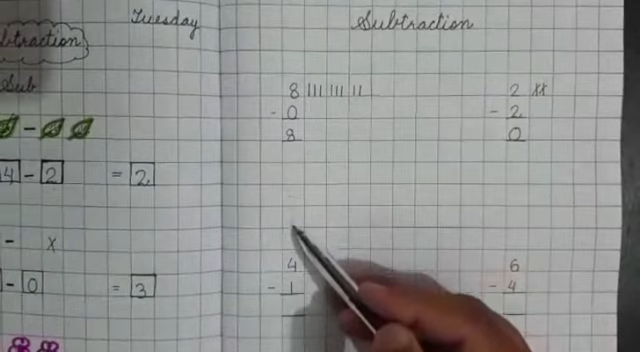 Tuesday
btraction
Sub
-
4 - 2 = 2
- x
- 0 = 3
Subtraction
8 ||| ||| ||
- 0
8
2 xx
- 2
0
4
- 1
6
- 4